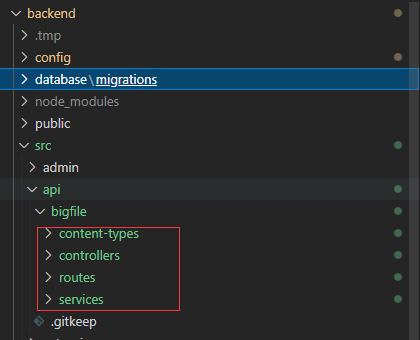 backend
.tmp
config
database\migrations
node_modules
public
src
admin
api
bigfile
content-types
controllers
routes
services
.gitkeep